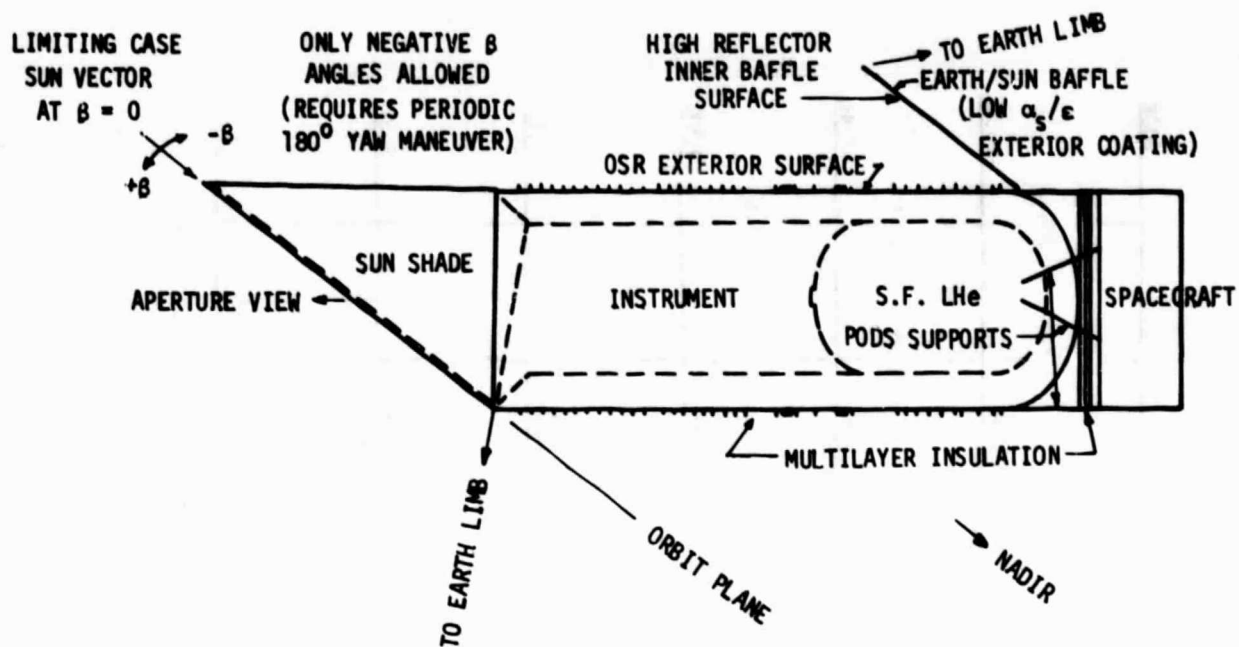 LIMITING CASE
SUN VECTOR
AT β = 0
-β
+β
ONLY NEGATIVE β
ANGLES ALLOWED
(REQUIRES PERIODIC
180° YAW MANEUVER)
HIGH REFLECTOR
INNER BAFFLE
SURFACE
TO EARTH LIMB
EARTH/SUN BAFFLE
(LOW αs/ε
EXTERIOR COATING)
OSR EXTERIOR SURFACE
SUN SHADE
APERTURE VIEW
INSTRUMENT
S.F. LHe
PODS SUPPORTS
SPACECRAFT
MULTILAYER INSULATION
TO EARTH LIMB
ORBIT PLANE
NADIR